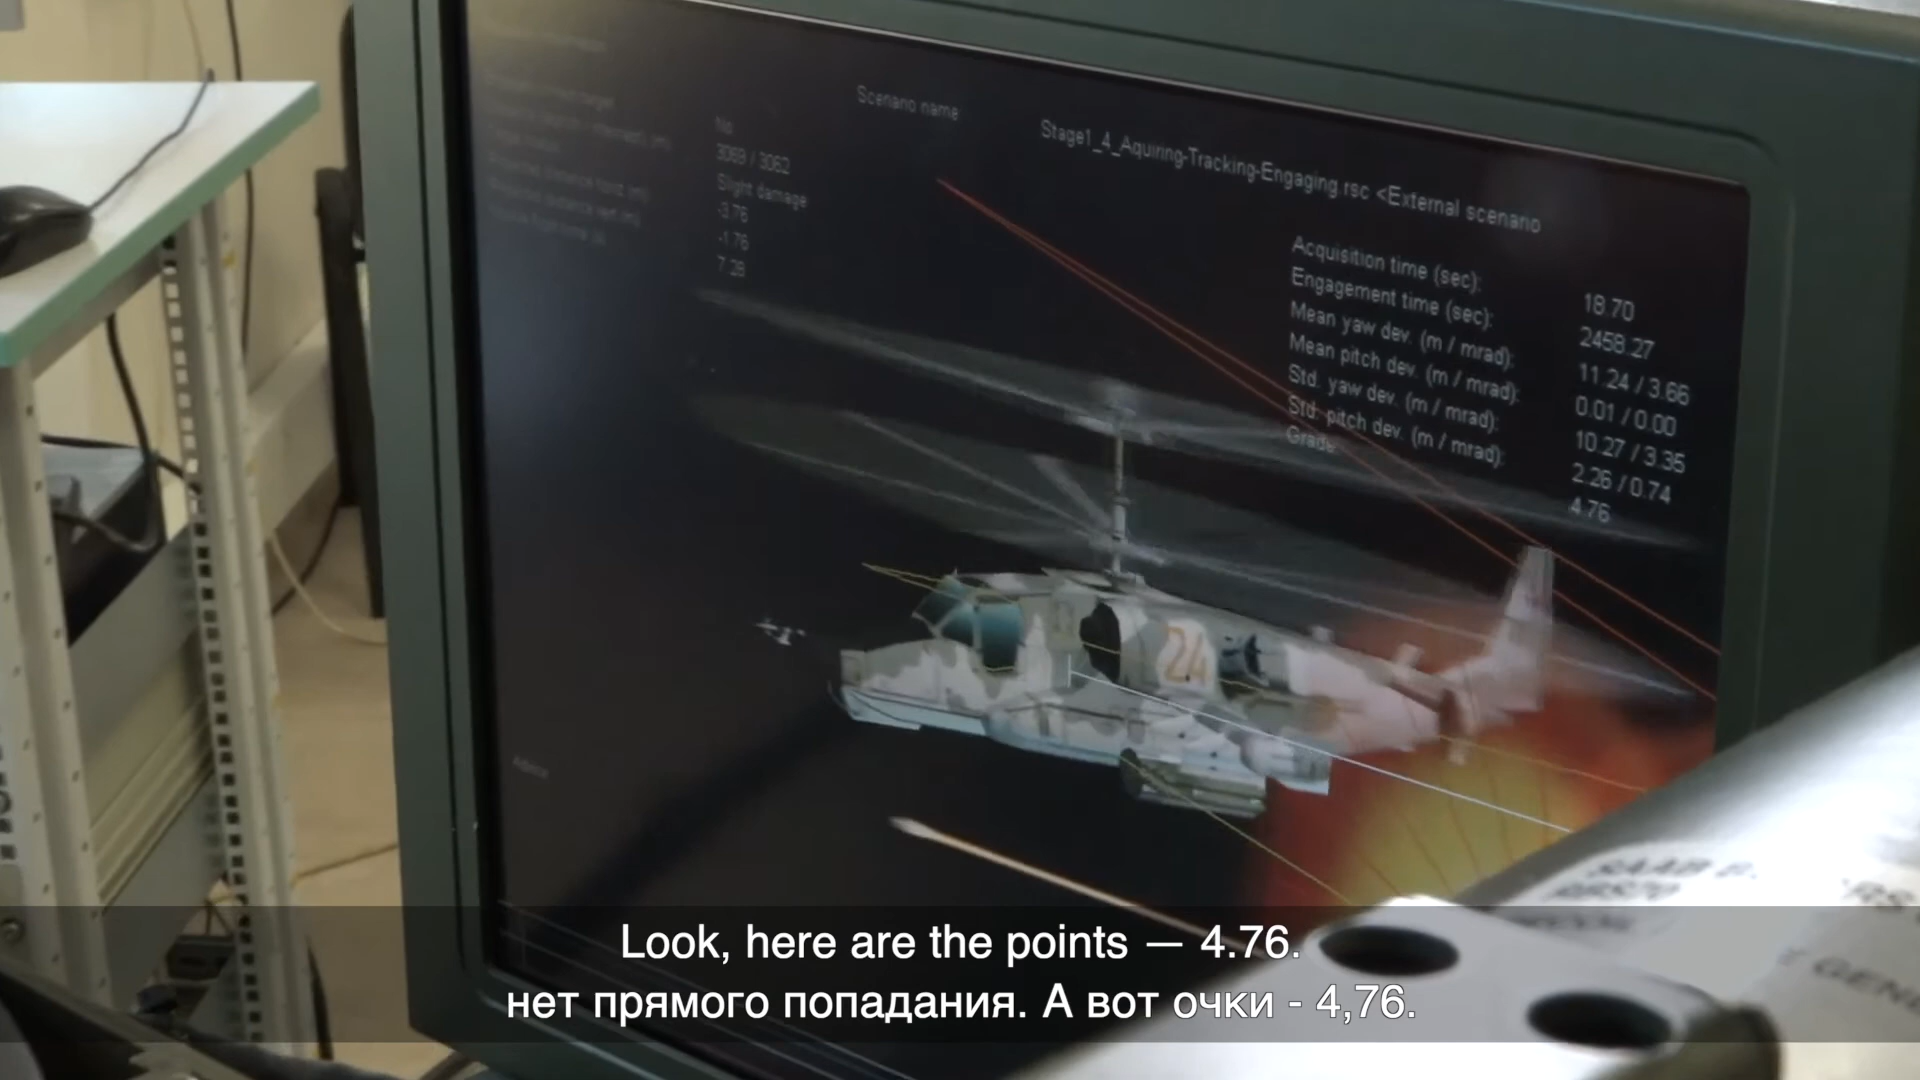 Scenario name
Stage1_4_Aquiring-Tracking-Engaging.rsc <External scenario
No
3069 / 3062
Slight damage
-3.76
-1.76
7.28
Acquisition time (sec): 18.70
Engagement time (sec): 2458.27
Mean yaw dev. (m / mrad): 11.24 / 3.66
Mean pitch dev. (m / mrad): 0.01 / 0.00
Std. yaw dev. (m / mrad): 10.27 / 3.35
Std. pitch dev. (m / mrad): 2.26 / 0.74
Grade 4.76
24
Advice
SAAB
RBS70
Look, here are the points — 4.76.
нет прямого попадания. А вот очки - 4,76.